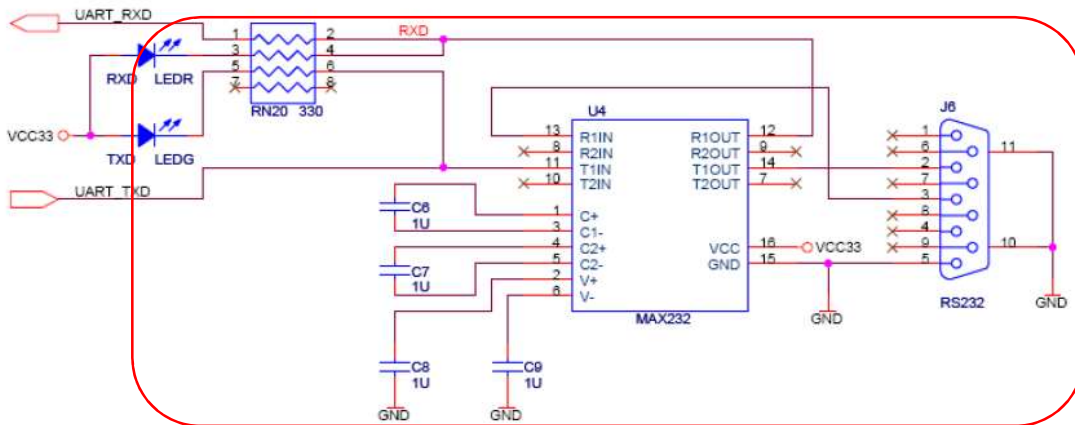 UART_RXD
1 2 RXD
3 4
5 6
7 8
RXD LEDR
RN20 330
VCC33
TXD LEDG
UART_TXD
U4
13 R1IN R1OUT 12
8 R2IN R2OUT 9
11 T1IN T1OUT 14
10 T2IN T2OUT 7
1 C+
3 C1-
4 C2+ VCC 16 VCC33
5 C2- GND 15
2 V+
6 V-
MAX232
C6
1U
C7
1U
C8
1U
C9
1U
GND
GND
J6
1
6 11
2
7
3
8
4
9 10
5
RS232
GND
GND